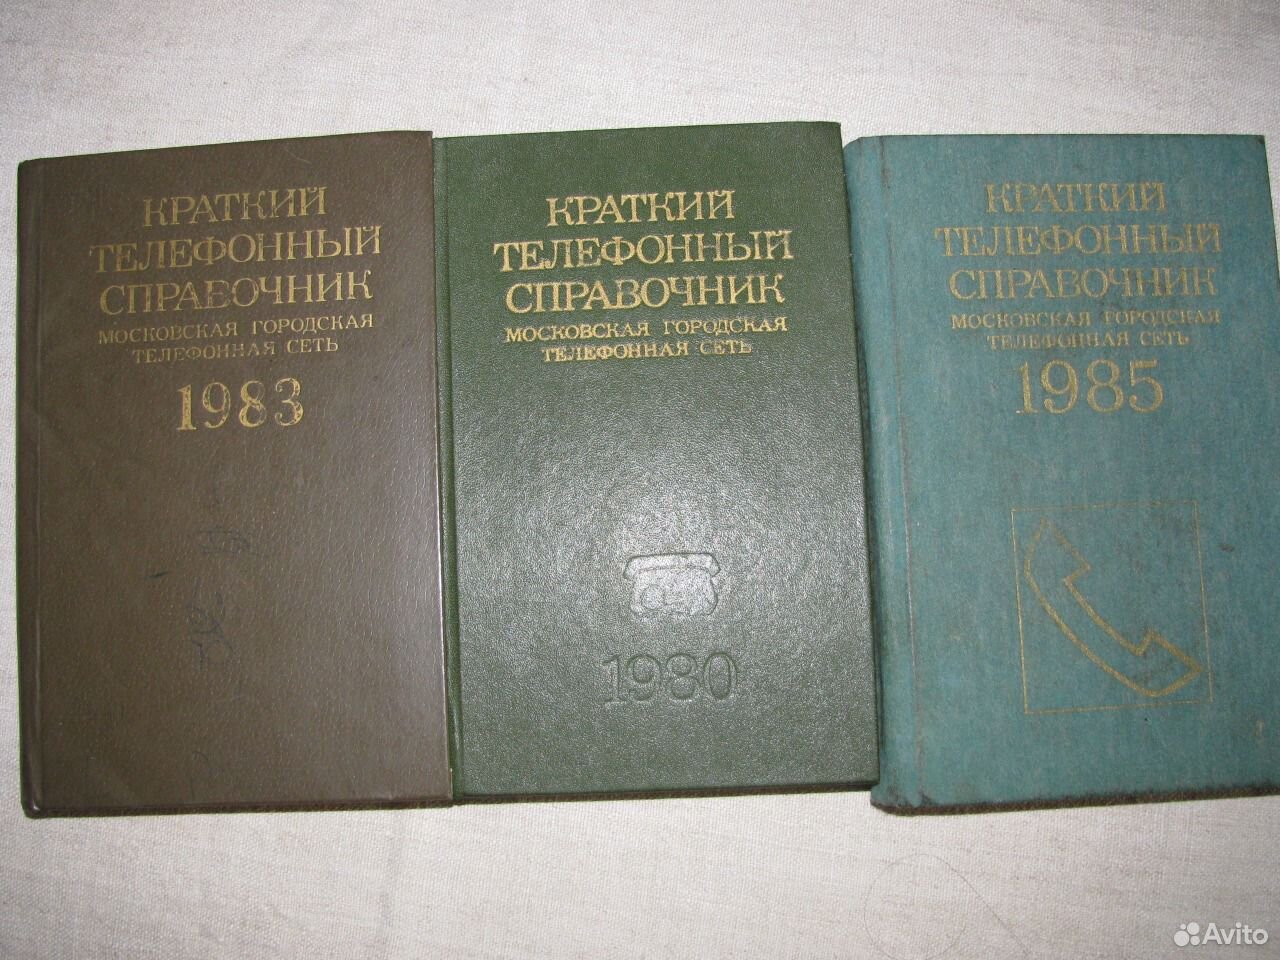 КРАТКИЙ
ТЕЛЕФОННЫЙ
СПРАВОЧНИК
МОСКОВСКАЯ ГОРОДСКАЯ
ТЕЛЕФОННАЯ СЕТЬ
1983
КРАТКИЙ
ТЕЛЕФОННЫЙ
СПРАВОЧНИК
МОСКОВСКАЯ ГОРОДСКАЯ
ТЕЛЕФОННАЯ СЕТЬ
1980
КРАТКИЙ
ТЕЛЕФОННЫЙ
СПРАВОЧНИК
МОСКОВСКАЯ ГОРОДСКАЯ
ТЕЛЕФОННАЯ СЕТЬ
1985
Avito